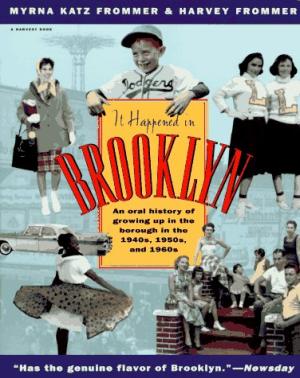 MYRNA KATZ FROMMER & HARVEY FROMMER
A HARVEST BOOK
Dodgers
It Happened in
BROOKLYN
L L
An oral history of
growing up in the
borough in the
1940s, 1950s,
and 1960s
"Has the genuine flavor of Brooklyn."—Newsday